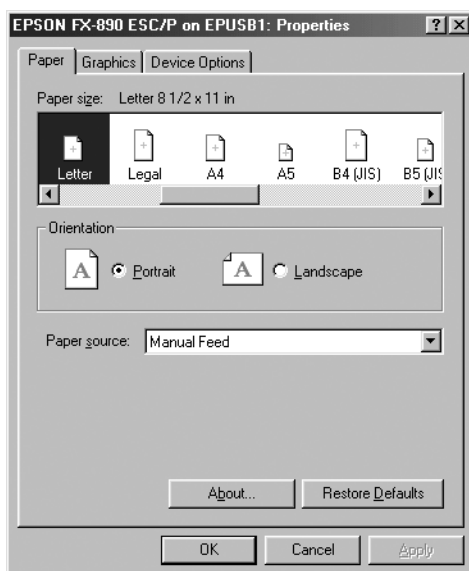 EPSON FX-890 ESC/P on EPUSB1: Properties ? X
Paper Graphics Device Options
Paper size: Letter 8 1/2 x 11 in
Letter Legal A4 A5 B4 (JIS) B5 (JIS
Orientation
A Portrait A Landscape
Paper source: Manual Feed
About... Restore Defaults
OK Cancel Apply